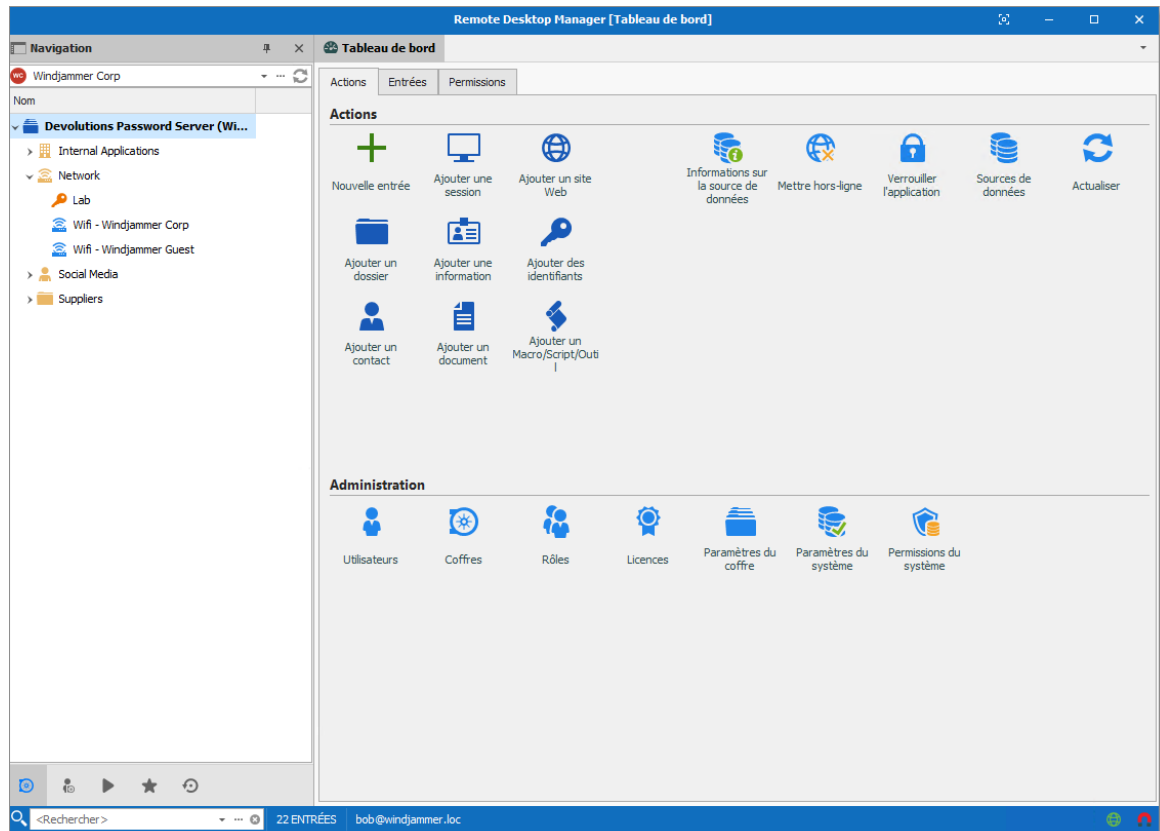 Remote Desktop Manager [Tableau de bord]
Navigation
WC Windjammer Corp
Nom
Devolutions Password Server (Wi...
Internal Applications
Network
Lab
Wifi - Windjammer Corp
Wifi - Windjammer Guest
Social Media
Suppliers
Tableau de bord
Actions Entrées Permissions
Actions
Nouvelle entrée
Ajouter une
session
Ajouter un site
Web
Informations sur
la source de
données
Mettre hors-ligne
Verrouiller
l'application
Sources de
données
Actualiser
Ajouter un
dossier
Ajouter une
information
Ajouter des
identifiants
Ajouter un
contact
Ajouter un
document
Ajouter un
Macro/Script/Outi
l
Administration
Utilisateurs
Coffres
Rôles
Licences
Paramètres du
coffre
Paramètres du
système
Permissions du
système
<Rechercher>
22 ENTRÉES
bob@windjammer.loc